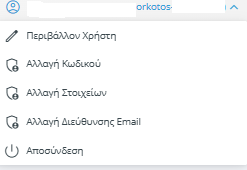 orkotos
Περιβάλλον Χρήστη
Αλλαγή Κωδικού
Αλλαγή Στοιχείων
Αλλαγή Διεύθυνσης Email
Αποσύνδεση